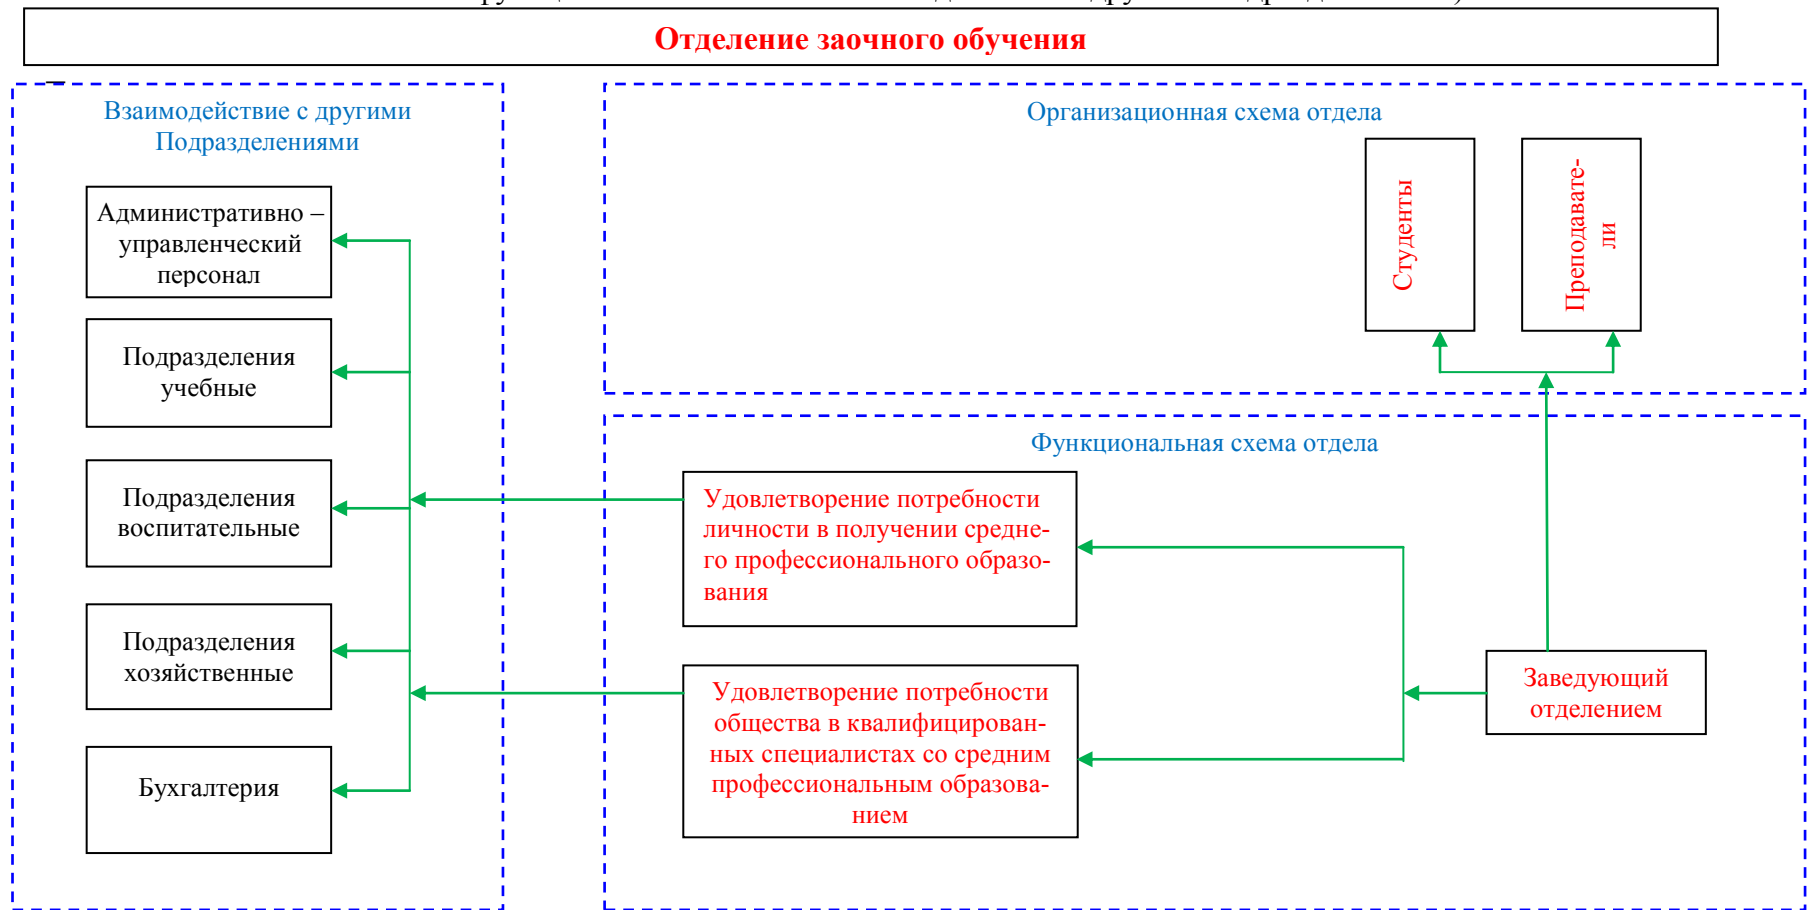 Отделение заочного обучения
Взаимодействие с другими
Подразделениями
Административно –
управленческий
персонал
Подразделения
учебные
Подразделения
воспитательные
Подразделения
хозяйственные
Бухгалтерия
Организационная схема отдела
Студенты
Преподавате-
ли
Функциональная схема отдела
Удовлетворение потребности
личности в получении средне-
го профессионального образо-
вания
Удовлетворение потребности
общества в квалифицирован-
ных специалистах со средним
профессиональным образова-
нием
Заведующий
отделением